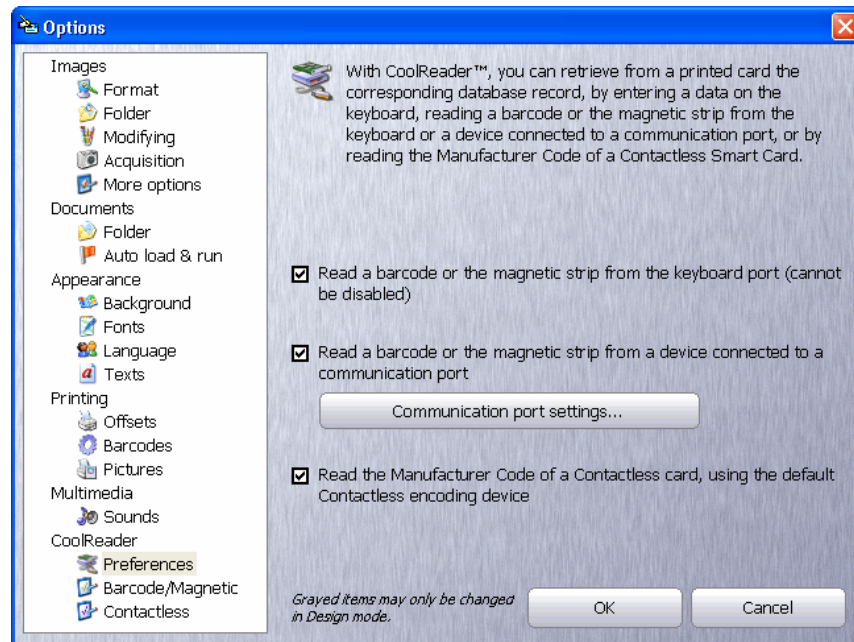 Options
Images
Format
Folder
Modifying
Acquisition
More options
Documents
Folder
Auto load & run
Appearance
Background
Fonts
Language
Texts
Printing
Offsets
Barcodes
Pictures
Multimedia
Sounds
CoolReader
Preferences
Barcode/Magnetic
Contactless
With CoolReader™, you can retrieve from a printed card the
corresponding database record, by entering a data on the
keyboard, reading a barcode or the magnetic strip from the
keyboard or a device connected to a communication port, or by
reading the Manufacturer Code of a Contactless Smart Card.
Read a barcode or the magnetic strip from the keyboard port (cannot
be disabled)
Read a barcode or the magnetic strip from a device connected to a
communication port
Communication port settings...
Read the Manufacturer Code of a Contactless card, using the default
Contactless encoding device
Grayed items may only be changed
in Design mode.
OK
Cancel